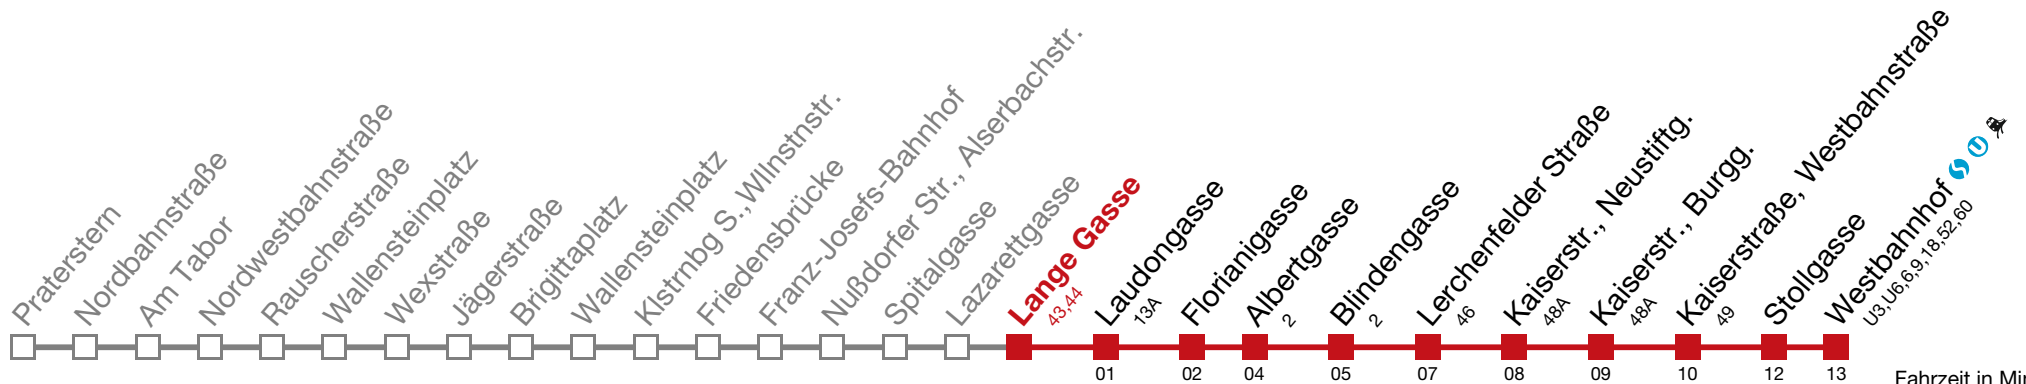 Praterstern
Nordbahnstraße
Am Tabor
Nordwestbahnstraße
Rauscherstraße
Wallensteinplatz
Wexstraße
Jägerstraße
Brigittaplatz
Wallensteinplatz
Klstrnbg S., Wllnstnstr.
Friedensbrücke
Franz-Josefs-Bahnhof
Nußdorfer Str., Alserbachstr.
Spitalgasse
Lazarettgasse
Lange Gasse
43,44
Laudongasse
13A
Florianigasse
Albertgasse
2
Blindengasse
2
Lerchenfelder Straße
46
Kaiserstr., Neustiftg.
48A
Kaiserstr., Burgg.
48A
Kaiserstraße, Westbahnstraße
49
Stollgasse
Westbahnhof S U
U3,U6,6,9,18,52,60
01 02 04 05 07 08 09 10 12 13
Fahrzeit in Mi